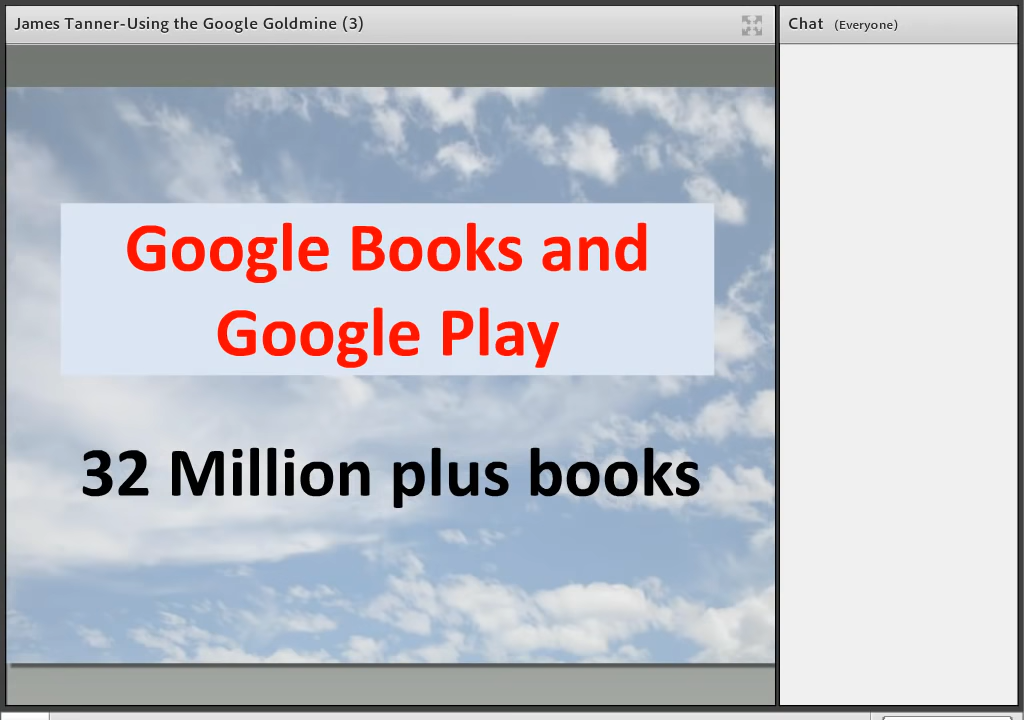 James Tanner-Using the Google Goldmine (3)
Chat (Everyone)
Google Books and
Google Play
32 Million plus books